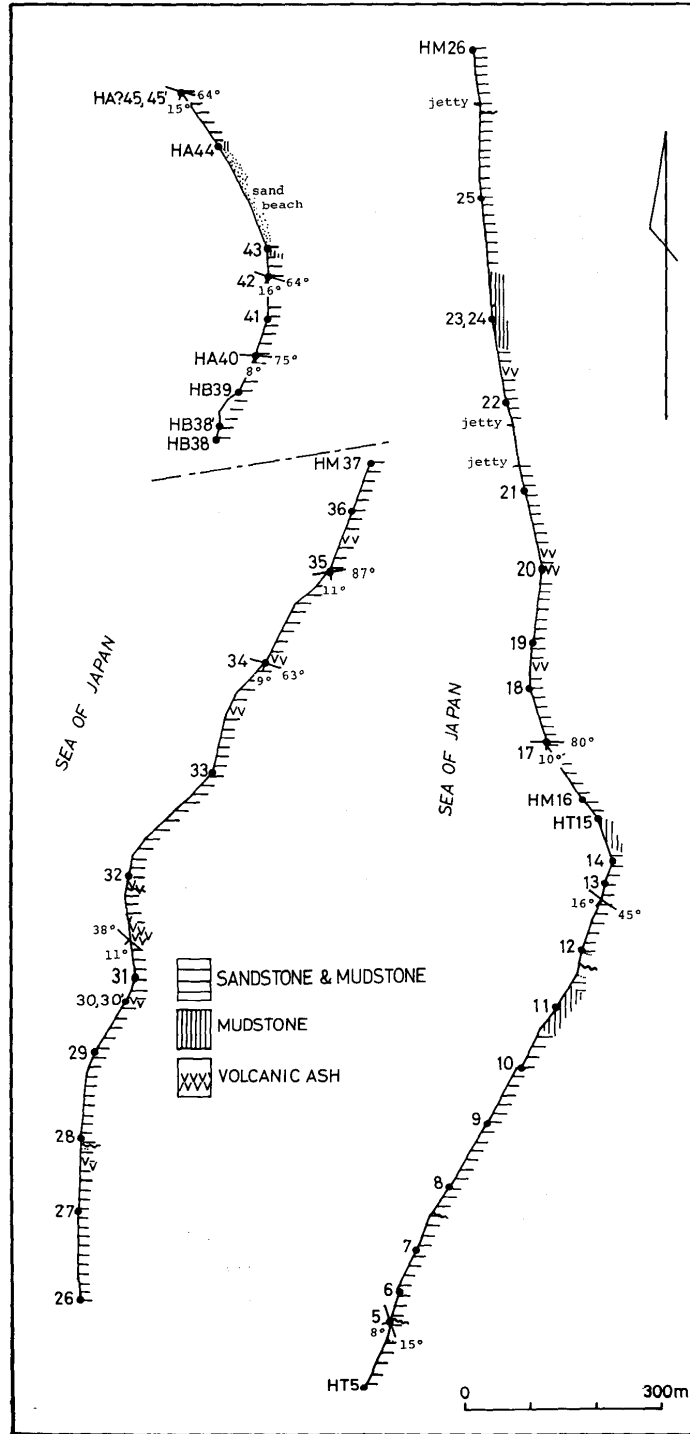 HM26
HA?45, 45'
64°
15°
jetty
HA44
sand
beach
25
43
42
64°
16°
41
23, 24
HA40
75°
8°
HB39
22
HB38'
jetty
HB38
HM37
jetty
21
36
35
87°
11°
20
19
34
63°
9°
18
SEA OF JAPAN
SEA OF JAPAN
17
80°
10°
33
HM16
HT15
14
32
13
16°
45°
38°
11°
12
31
SANDSTONE & MUDSTONE
30, 30'
11
MUDSTONE
29
10
VOLCANIC ASH
9
28
8
27
7
6
26
5
8°
15°
HT5
0
300m